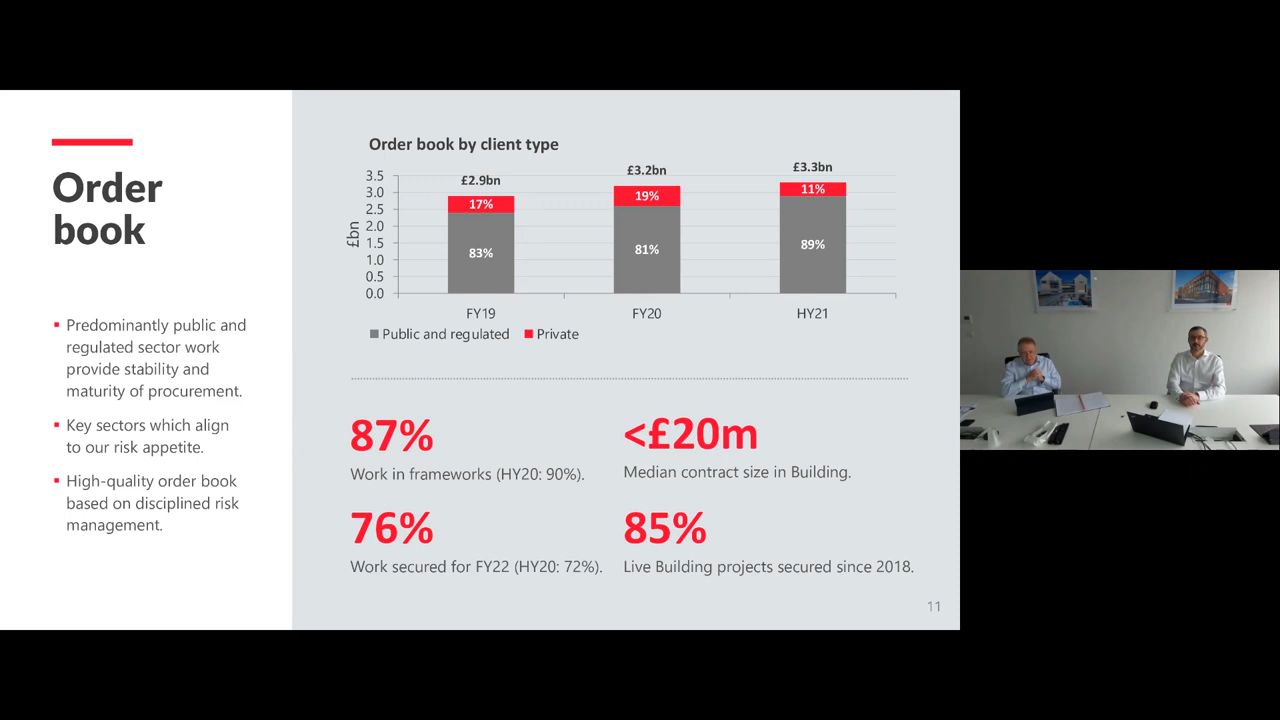 Order
book
Predominantly public and
regulated sector work
provide stability and
maturity of procurement.
Key sectors which align
to our risk appetite.
High-quality order book
based on disciplined risk
management.
Order book by client type
£bn
3.5
3.0
2.5
2.0
1.5
1.0
0.5
0.0
£2.9bn
17%
83%
FY19
£3.2bn
19%
81%
FY20
£3.3bn
11%
89%
HY21
Public and regulated
Private
87%
Work in frameworks (HY20: 90%).
<£20m
Median contract size in Building.
76%
Work secured for FY22 (HY20: 72%).
85%
Live Building projects secured since 2018.
11